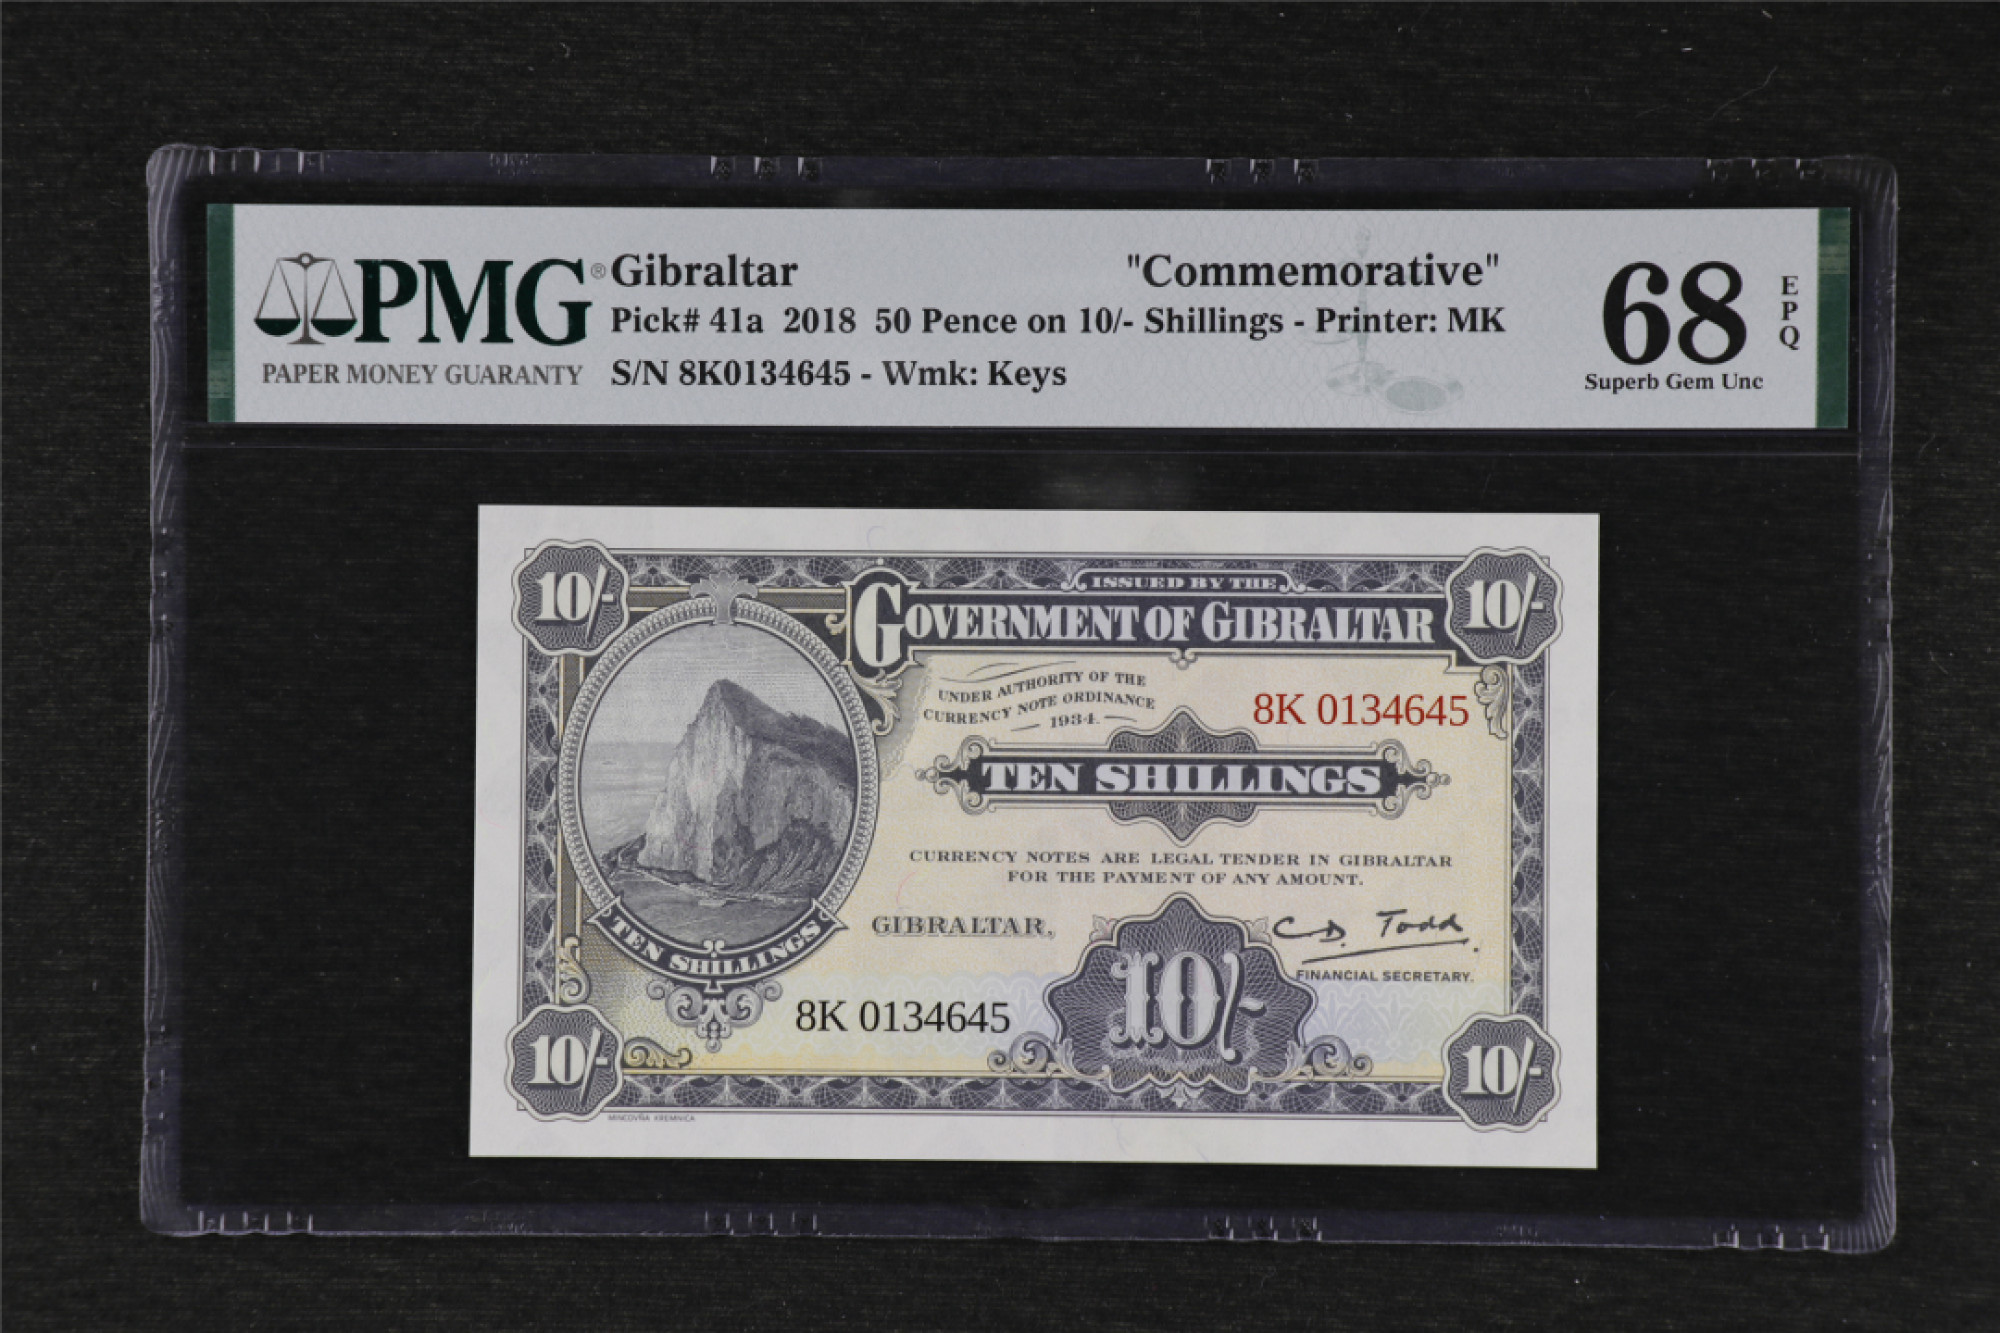 PMG®
PAPER MONEY GUARANTY
Gibraltar "Commemorative"
Pick# 41a 2018 50 Pence on 10/- Shillings - Printer: MK
S/N 8K0134645 - Wmk: Keys
68
EPQ
Superb Gem Unc
10/-
ISSUED BY THE
10/-
GOVERNMENT OF GIBRALTAR
UNDER AUTHORITY OF THE
CURRENCY NOTE ORDINANCE
1934.
8K 0134645
TEN SHILLINGS
CURRENCY NOTES ARE LEGAL TENDER IN GIBRALTAR
FOR THE PAYMENT OF ANY AMOUNT.
GIBRALTAR,
C D. Todd
FINANCIAL SECRETARY.
TEN SHILLINGS
8K 0134645
10/-
10/-
10/-
MINCOVŇA KREMNICA